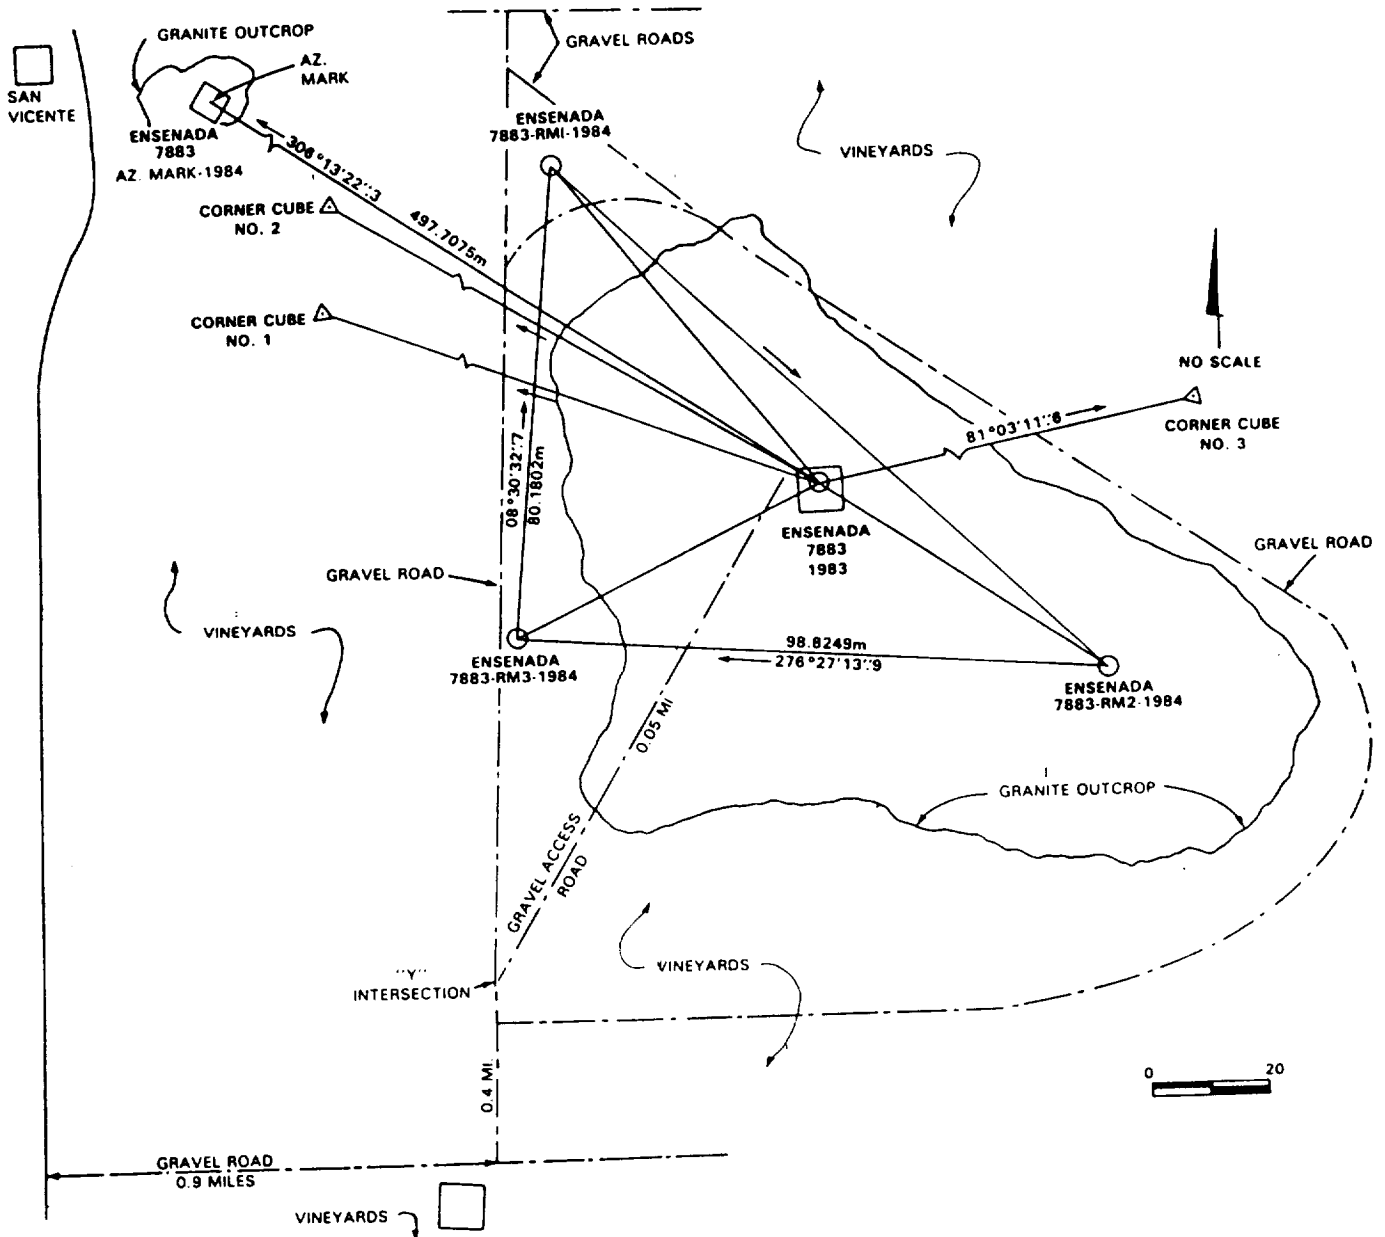 GRANITE OUTCROP
GRAVEL ROADS
AZ.
MARK
SAN
VICENTE
ENSENADA
7883
AZ. MARK-1984
ENSENADA
7883-RM1-1984
VINEYARDS
306°13'22''.3
497.7075m
CORNER CUBE
NO. 2
CORNER CUBE
NO. 1
NO SCALE
81°03'11''.6
CORNER CUBE
NO. 3
08°30'32''.7
80.1802m
ENSENADA
7883
1983
GRAVEL ROAD
GRAVEL ROAD
VINEYARDS
98.8249m
276°27'13''.9
ENSENADA
7883-RM3-1984
ENSENADA
7883-RM2-1984
0.05 MI
GRANITE OUTCROP
GRAVEL ACCESS
ROAD
VINEYARDS
"Y"
INTERSECTION
0.4 MI.
0 20
GRAVEL ROAD
0.9 MILES
VINEYARDS